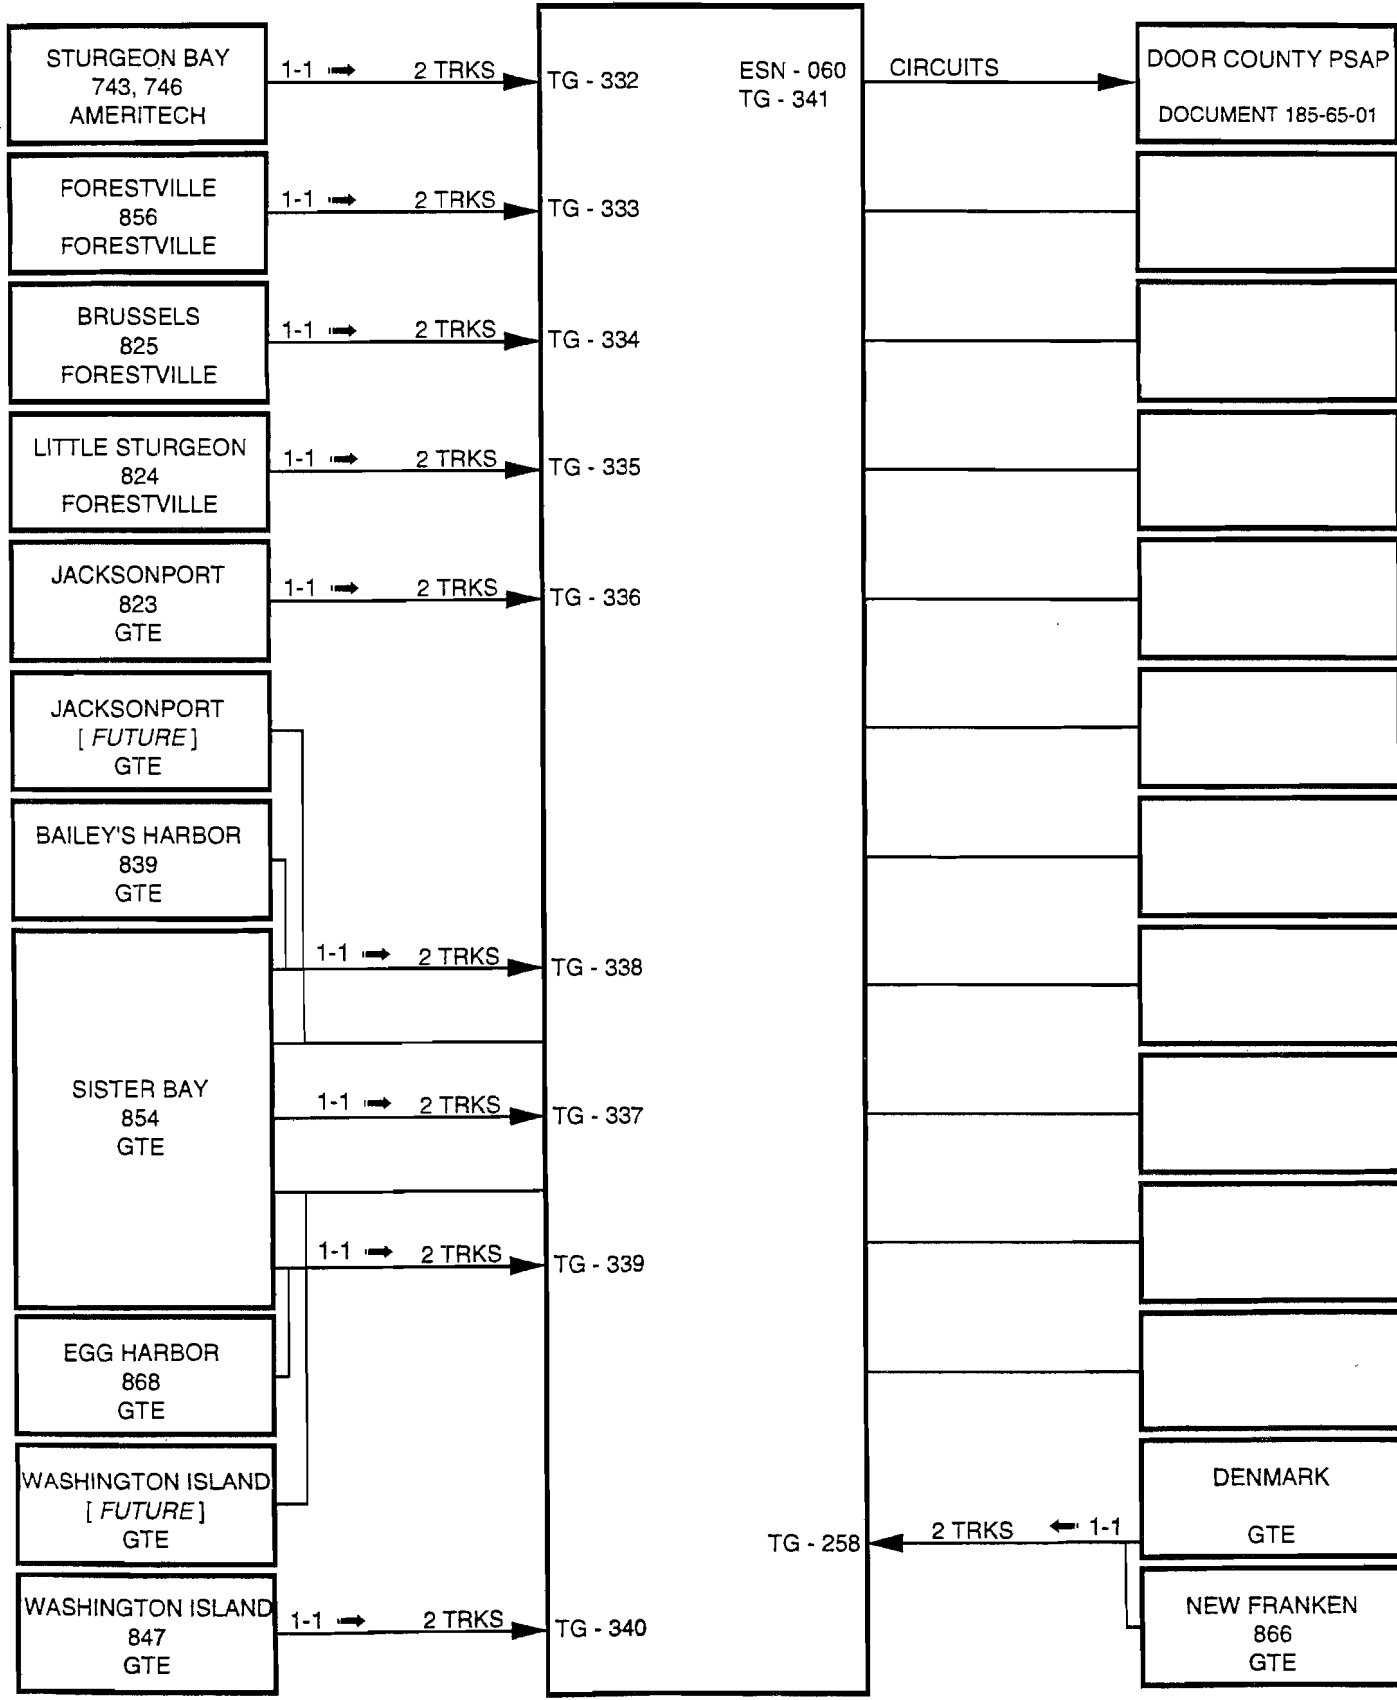 STURGEON BAY
743, 746
AMERITECH
1-1 2 TRKS
TG - 332
ESN - 060
TG - 341
CIRCUITS
DOOR COUNTY PSAP
DOCUMENT 185-65-01
FORESTVILLE
856
FORESTVILLE
1-1 2 TRKS
TG - 333
BRUSSELS
825
FORESTVILLE
1-1 2 TRKS
TG - 334
LITTLE STURGEON
824
FORESTVILLE
1-1 2 TRKS
TG - 335
JACKSONPORT
823
GTE
1-1 2 TRKS
TG - 336
JACKSONPORT
[ FUTURE ]
GTE
BAILEY'S HARBOR
839
GTE
1-1 2 TRKS
TG - 338
SISTER BAY
854
GTE
1-1 2 TRKS
TG - 337
1-1 2 TRKS
TG - 339
EGG HARBOR
868
GTE
WASHINGTON ISLAND
[ FUTURE ]
GTE
WASHINGTON ISLAND
847
GTE
1-1 2 TRKS
TG - 340
TG - 258
2 TRKS 1-1
DENMARK
GTE
NEW FRANKEN
866
GTE